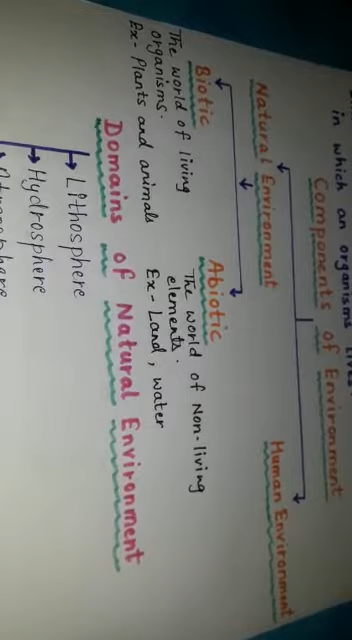 in which an organisms lives.
Components of Environment
Natural Environment
Human Environment
Biotic
Abiotic
The world of living
organisms.
Ex- Plants and animals
The world of Non-living
elements.
Ex- Land, water
Domains of Natural Environment
Lithosphere
Hydrosphere